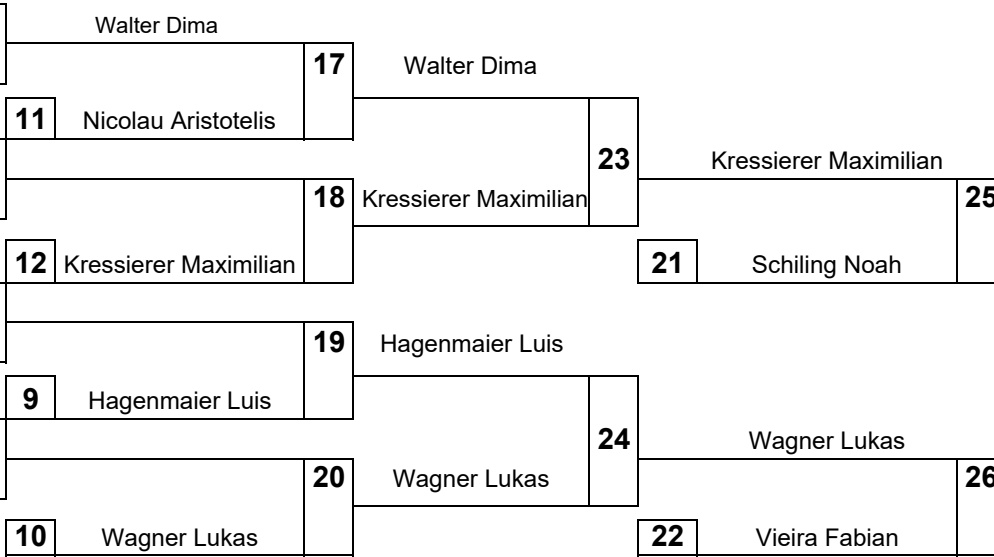 Walter Dima
17
Walter Dima
11 Nicolau Aristotelis
23
Kressierer Maximilian
18 Kressierer Maximilian
25
12 Kressierer Maximilian
21 Schiling Noah
19 Hagenmaier Luis
9 Hagenmaier Luis
24
Wagner Lukas
20 Wagner Lukas
26
10 Wagner Lukas
22 Vieira Fabian